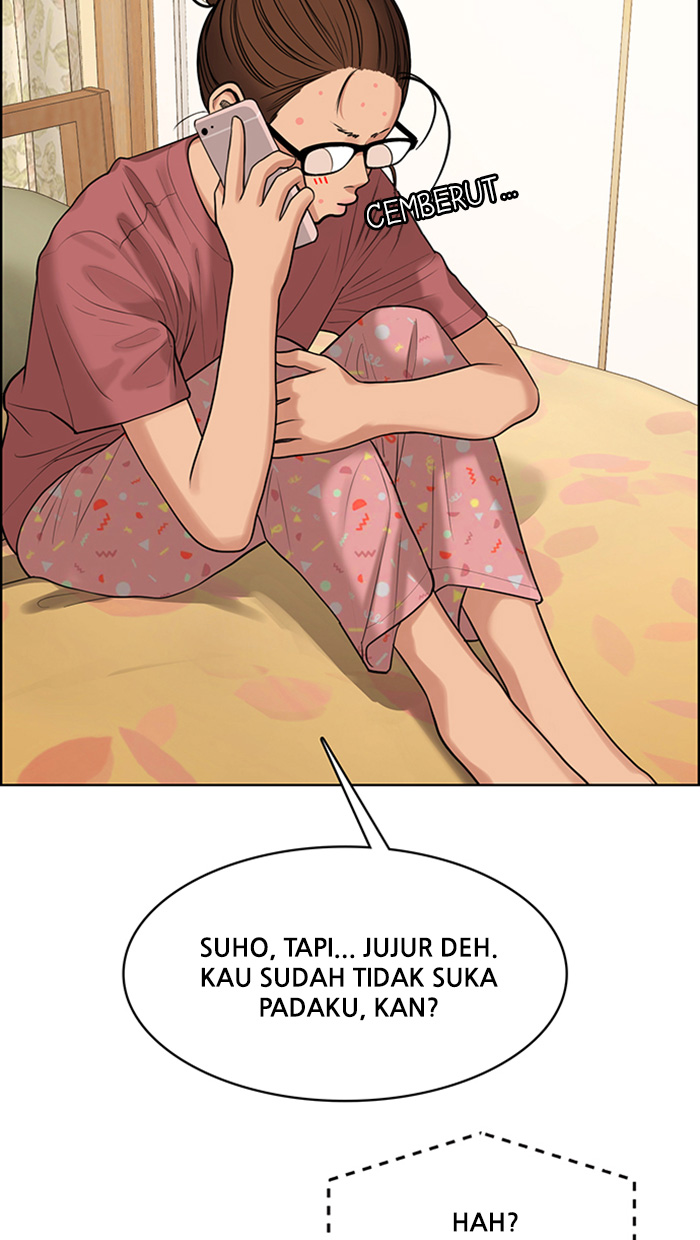 CEMBERUT...
SUHO, TAPI... JUJUR DEH.
KAU SUDAH TIDAK SUKA
PADAKU, KAN?
HAH?